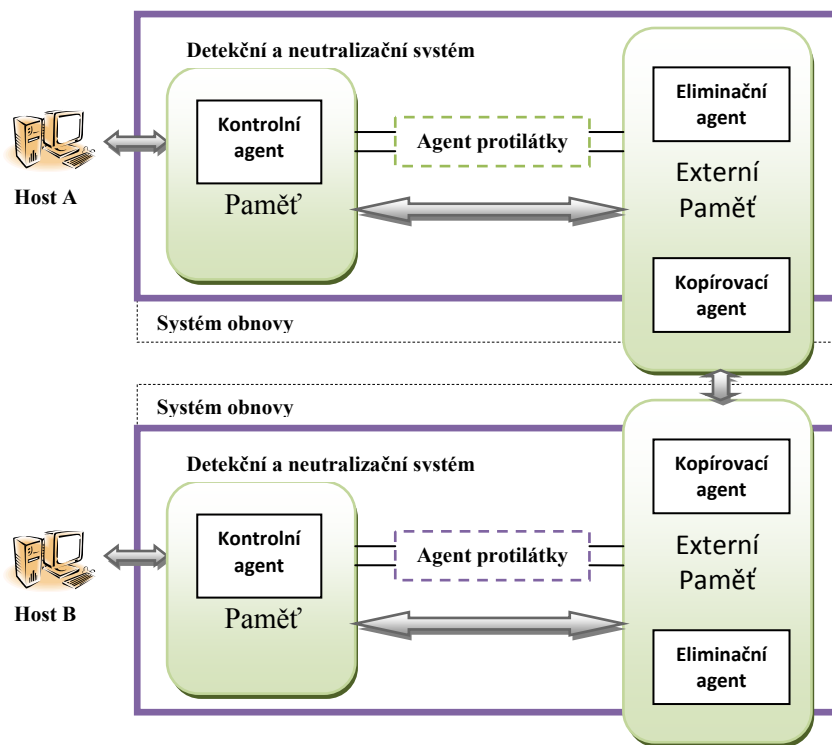 Detekční a neutralizační systém
Kontrolní
agent
Paměť
Agent protilátky
Eliminační
agent
Externí
Paměť
Kopírovací
agent
Host A
Systém obnovy
Systém obnovy
Detekční a neutralizační systém
Kontrolní
agent
Paměť
Agent protilátky
Kopírovací
agent
Externí
Paměť
Eliminační
agent
Host B